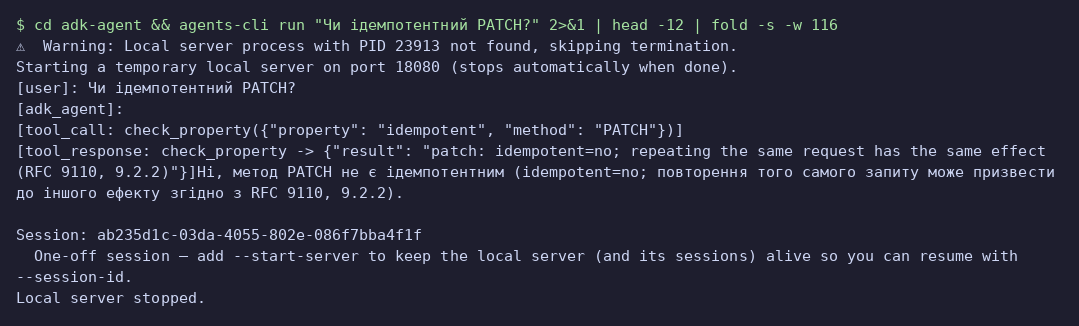 $ cd adk-agent && agents-cli run "Чи ідемпотентний PATCH?" 2>&1 | head -12 | fold -s -w 116
⚠  Warning: Local server process with PID 23913 not found, skipping termination.
Starting a temporary local server on port 18080 (stops automatically when done).
[user]: Чи ідемпотентний PATCH?
[adk_agent]:
[tool_call: check_property({"property": "idempotent", "method": "PATCH"})]
[tool_response: check_property -> {"result": "patch: idempotent=no; repeating the same request has the same effect
(RFC 9110, 9.2.2)"}]Ні, метод PATCH не є ідемпотентним (idempotent=no; повторення того самого запиту може призвести
до іншого ефекту згідно з RFC 9110, 9.2.2).

Session: ab235d1c-03da-4055-802e-086f7bba4f1f
  One-off session — add --start-server to keep the local server (and its sessions) alive so you can resume with
--session-id.
Local server stopped.